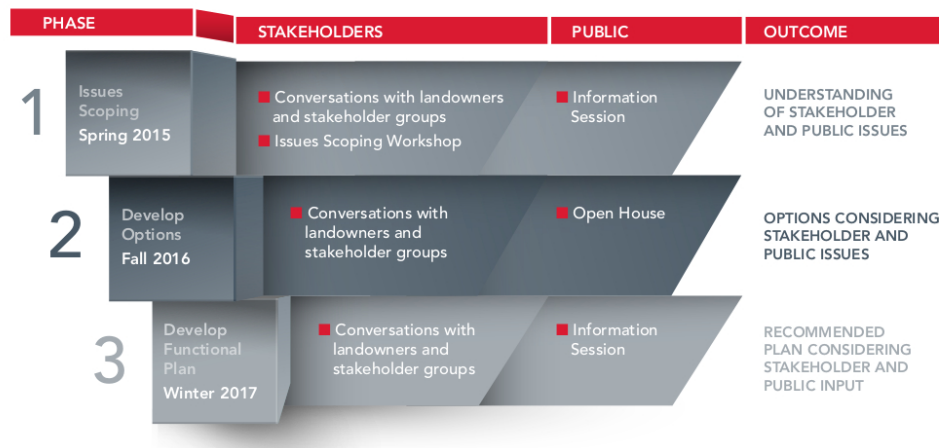 PHASE
STAKEHOLDERS
PUBLIC
OUTCOME
1
Issues
Scoping
Spring 2015
Conversations with landowners
and stakeholder groups
Issues Scoping Workshop
Information
Session
UNDERSTANDING
OF STAKEHOLDER
AND PUBLIC ISSUES
2
Develop
Options
Fall 2016
Conversations with
landowners and
stakeholder groups
Open House
OPTIONS CONSIDERING
STAKEHOLDER AND
PUBLIC ISSUES
3
Develop
Functional
Plan
Winter 2017
Conversations with
landowners and
stakeholder groups
Information
Session
RECOMMENDED
PLAN CONSIDERING
STAKEHOLDER AND
PUBLIC INPUT